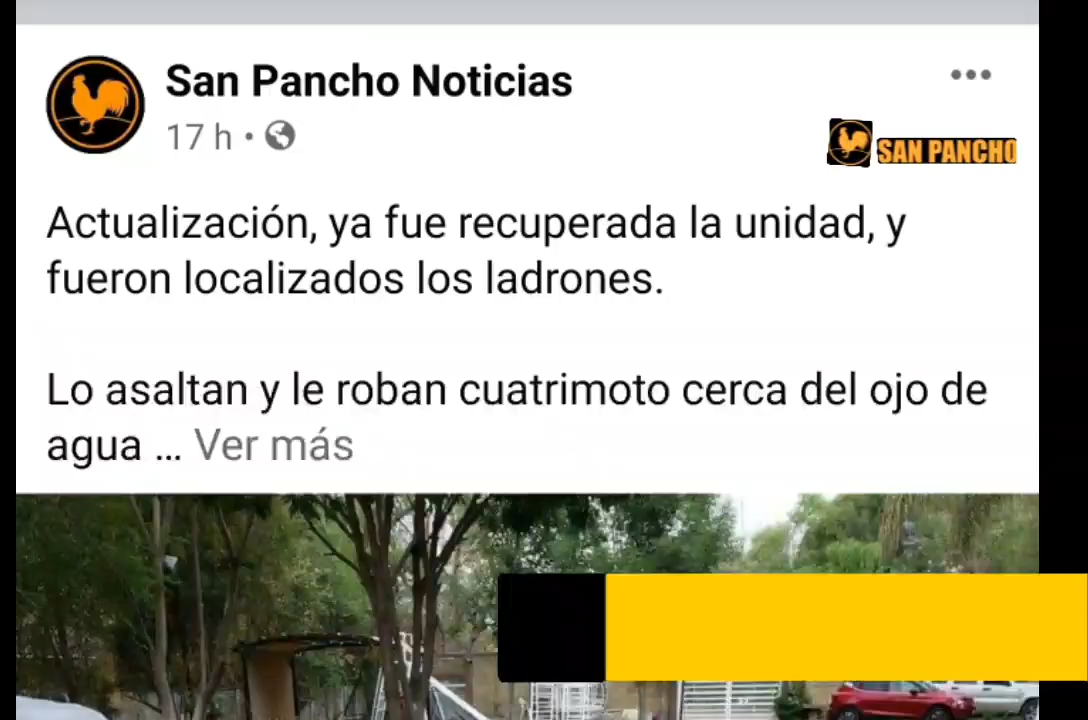 San Pancho Noticias
17 h
SAN PANCHO
Actualización, ya fue recuperada la unidad, y
fueron localizados los ladrones.
Lo asaltan y le roban cuatrimoto cerca del ojo de
agua ... Ver más